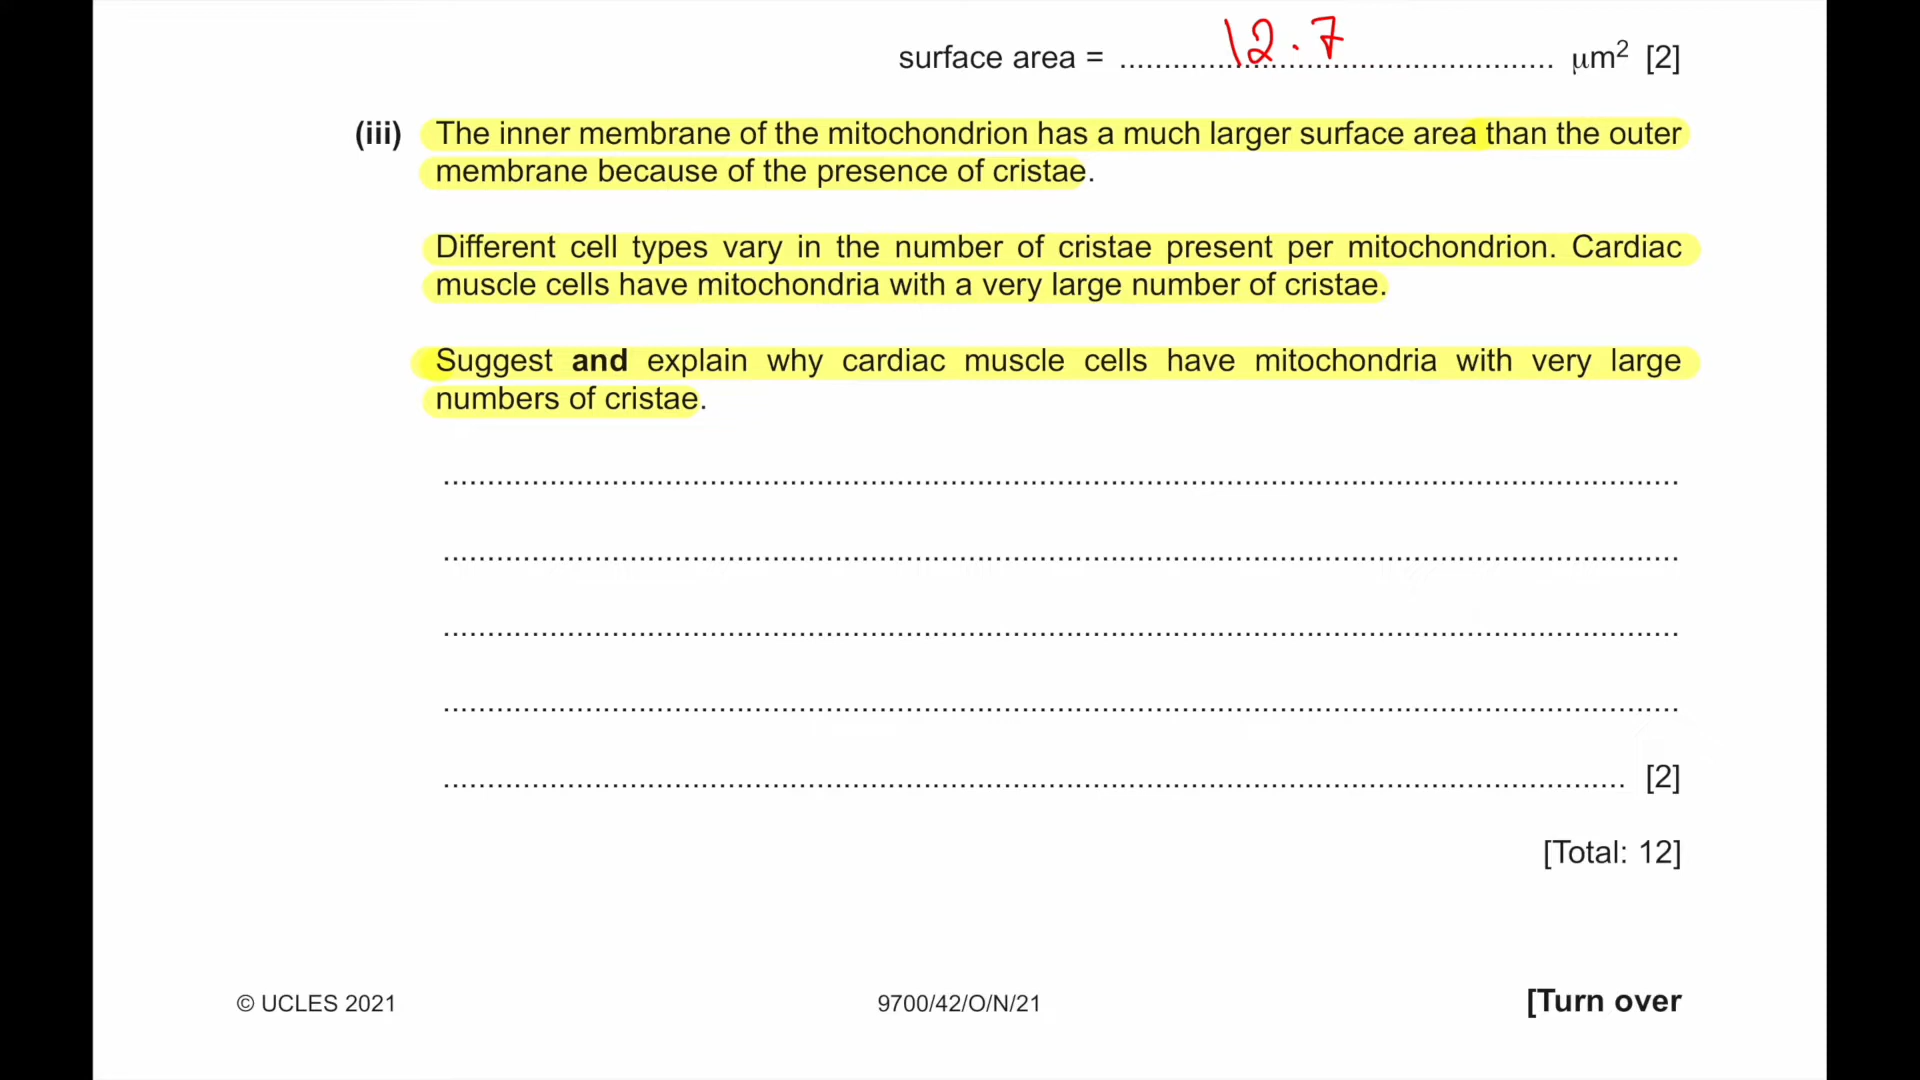 surface area = 12.7 μm² [2]
(iii) The inner membrane of the mitochondrion has a much larger surface area than the outer
membrane because of the presence of cristae.
Different cell types vary in the number of cristae present per mitochondrion. Cardiac
muscle cells have mitochondria with a very large number of cristae.
Suggest and explain why cardiac muscle cells have mitochondria with very large
numbers of cristae.
[2]
[Total: 12]
© UCLES 2021 9700/42/O/N/21 [Turn over